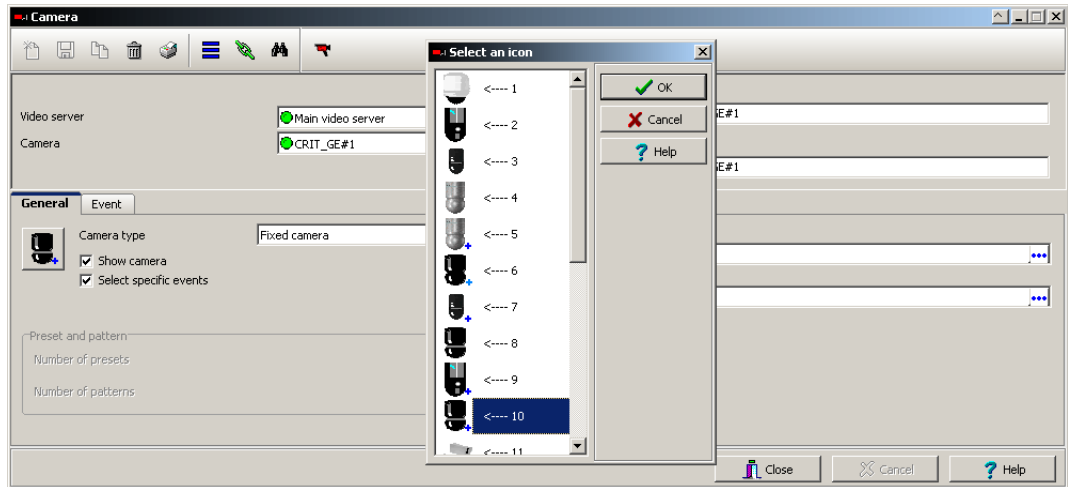 Camera
Select an icon
<---- 1
OK
Video server
Main video server
<---- 2
Cancel
GE#1
Camera
CRIT_GE#1
<---- 3
Help
GE#1
General
Event
<---- 4
Camera type
Fixed camera
<---- 5
Show camera
<---- 6
Select specific events
<---- 7
Preset and pattern
<---- 8
Number of presets
<---- 9
Number of patterns
<---- 10
<---- 11
Close
Cancel
Help